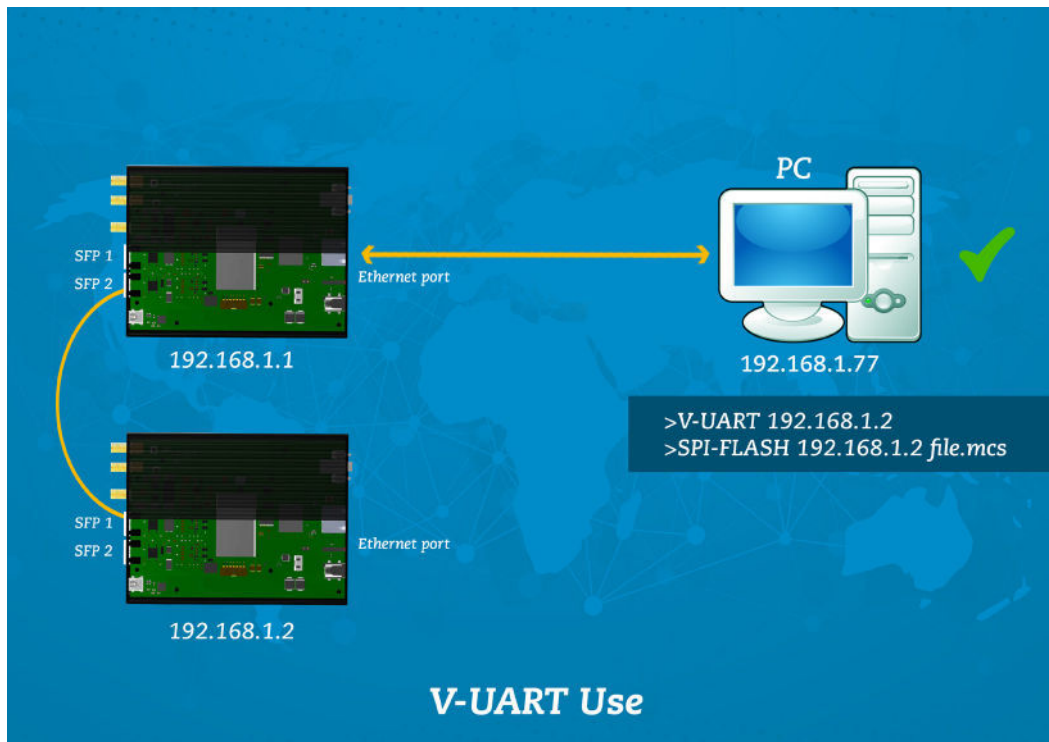 PC
SFP 1
SFP 2
Ethernet port
192.168.1.1
192.168.1.77
>V-UART 192.168.1.2
>SPI-FLASH 192.168.1.2 file.mcs
SFP 1
SFP 2
Ethernet port
192.168.1.2
V-UART Use